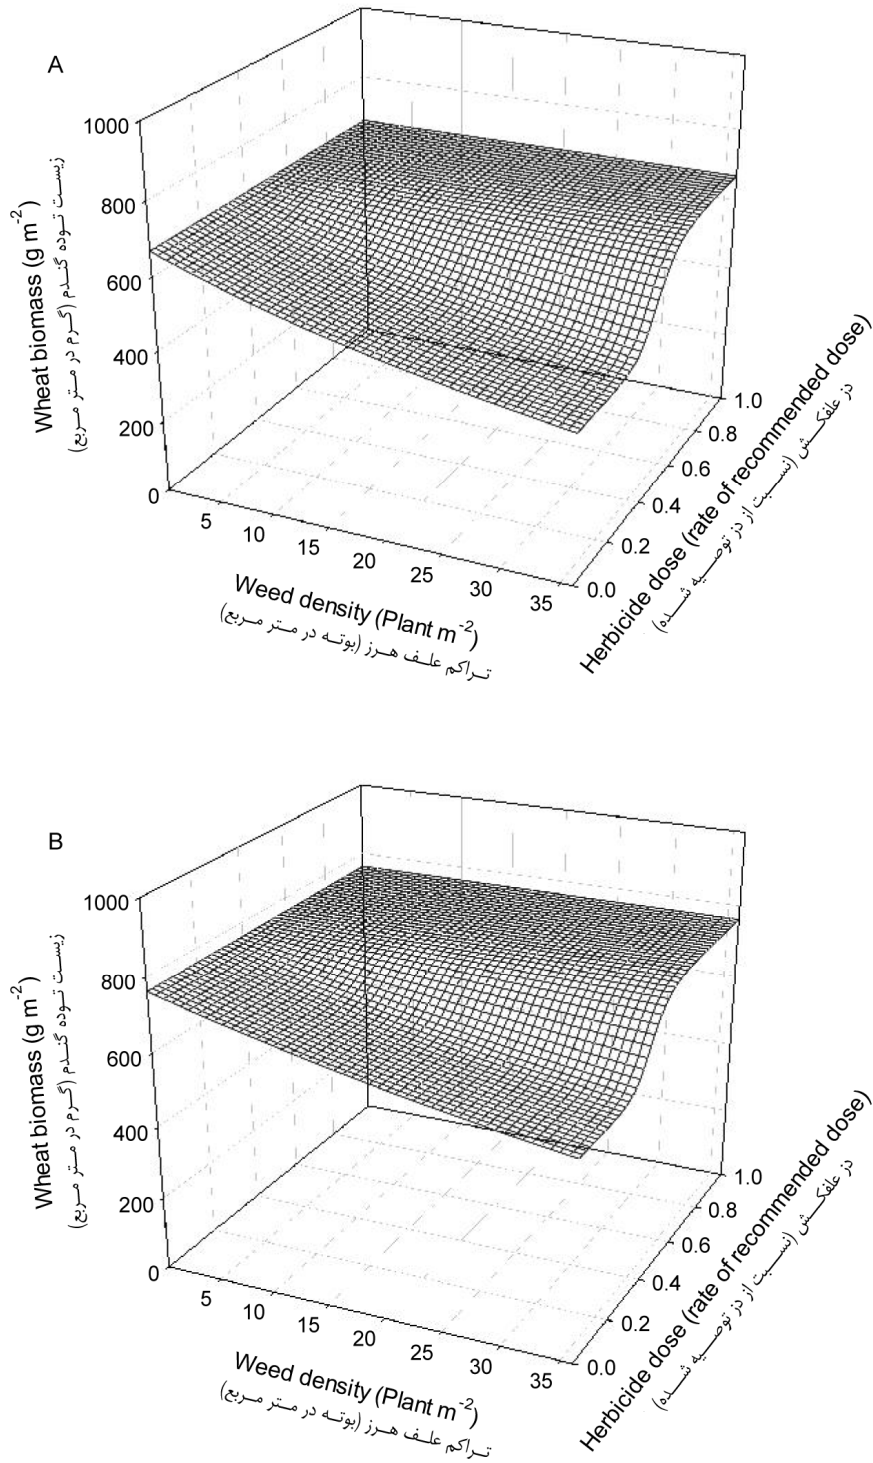 A
1000
800
600
400
200
0
Wheat biomass (g m-2)
زیست توده گندم (گرم در متر مربع)
5
10
15
20
25
30
35
Weed density (Plant m-2)
تراکم علف هرز (بوته در متر مربع)
0.0
0.2
0.4
0.6
0.8
1.0
Herbicide dose (rate of recommended dose)
دز علفکش (نسبت از دز توصیه شده)
B
1000
800
600
400
200
0
Wheat biomass (g m-2)
زیست توده گندم (گرم در متر مربع)
5
10
15
20
25
30
35
Weed density (Plant m-2)
تراکم علف هرز (بوته در متر مربع)
0.0
0.2
0.4
0.6
0.8
1.0
Herbicide dose (rate of recommended dose)
دز علفکش (نسبت از دز توصیه شده)